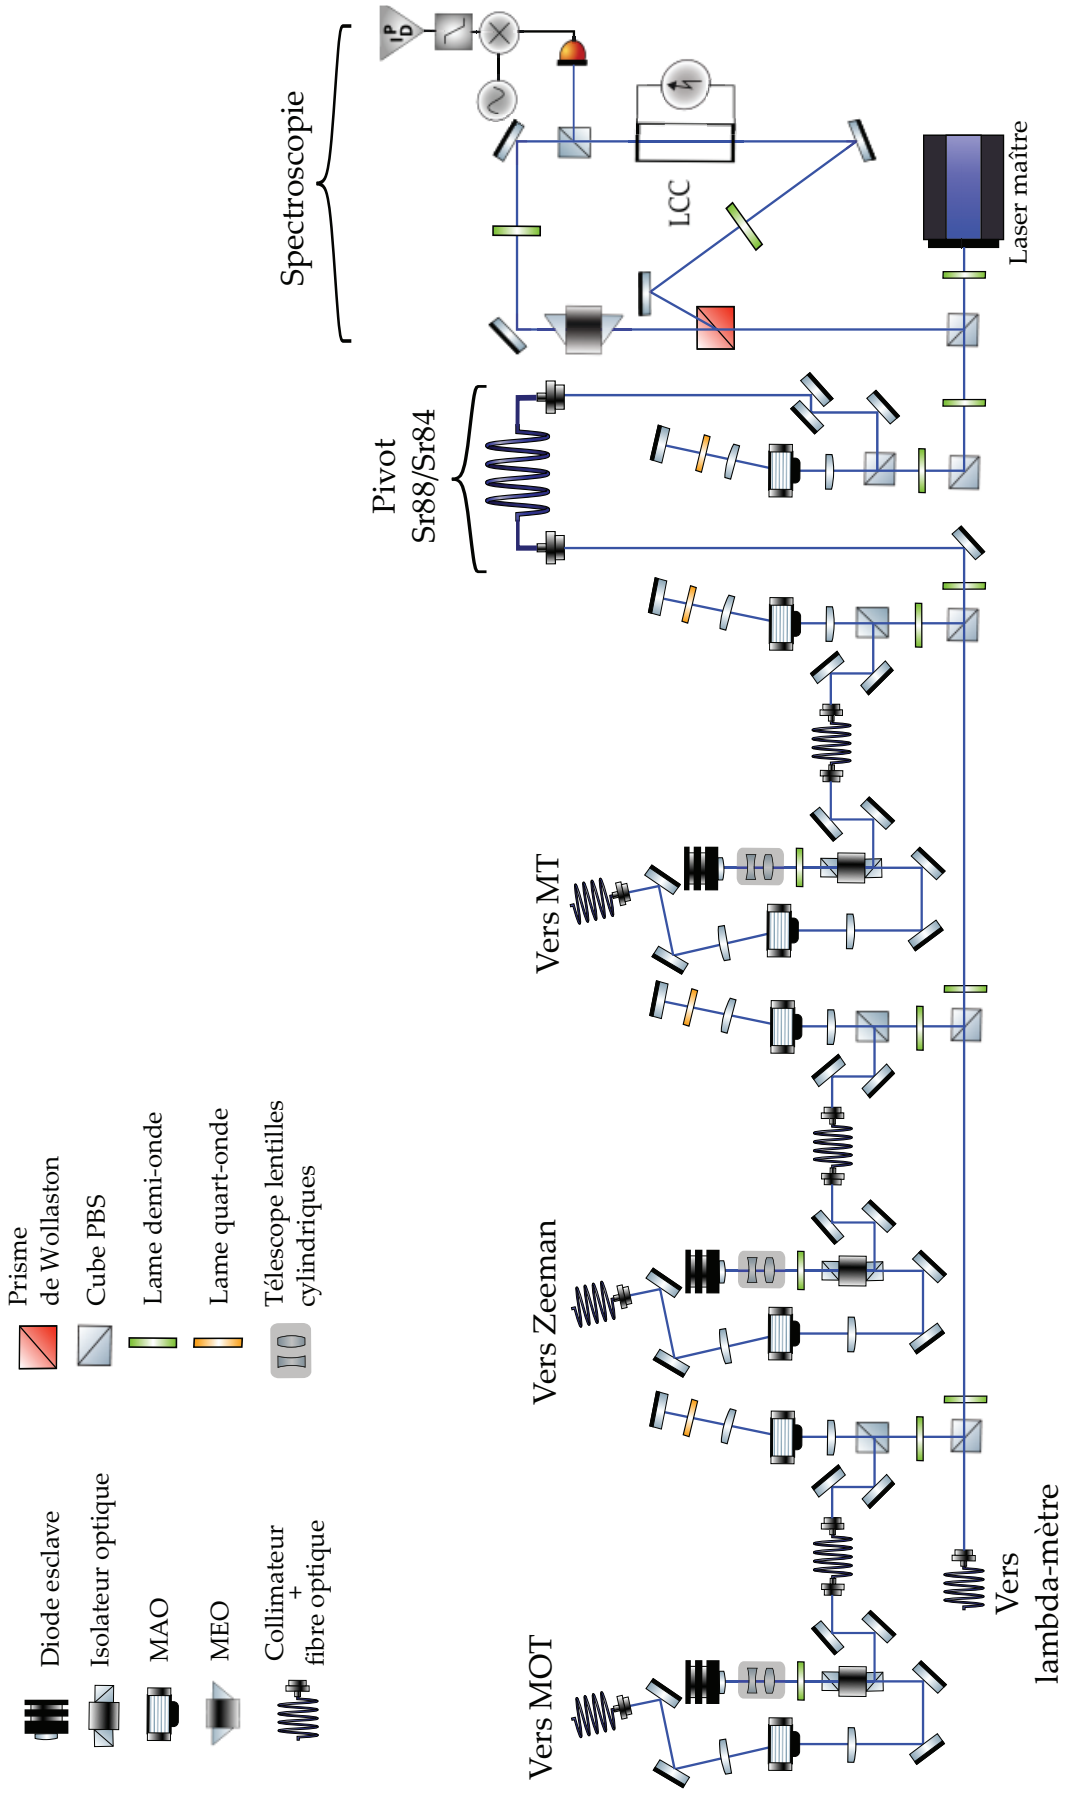 Diode esclave
Isolateur optique
MAO
MEO
Collimateur
+
fibre optique
Prisme
de Wollaston
Cube PBS
Lame demi-onde
Lame quart-onde
Télescope lentilles
cylindriques
Spectroscopie
Pivot
Sr88/Sr84
P
I
D
Vers MOT
Vers Zeeman
Vers MT
LCC
Vers
lambda-mètre
Laser maître